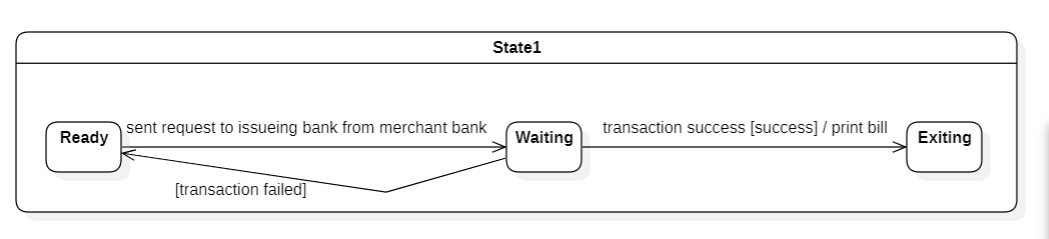 State1
Ready
sent request to issueing bank from merchant bank
Waiting
transaction success [success] / print bill
Exiting
[transaction failed]